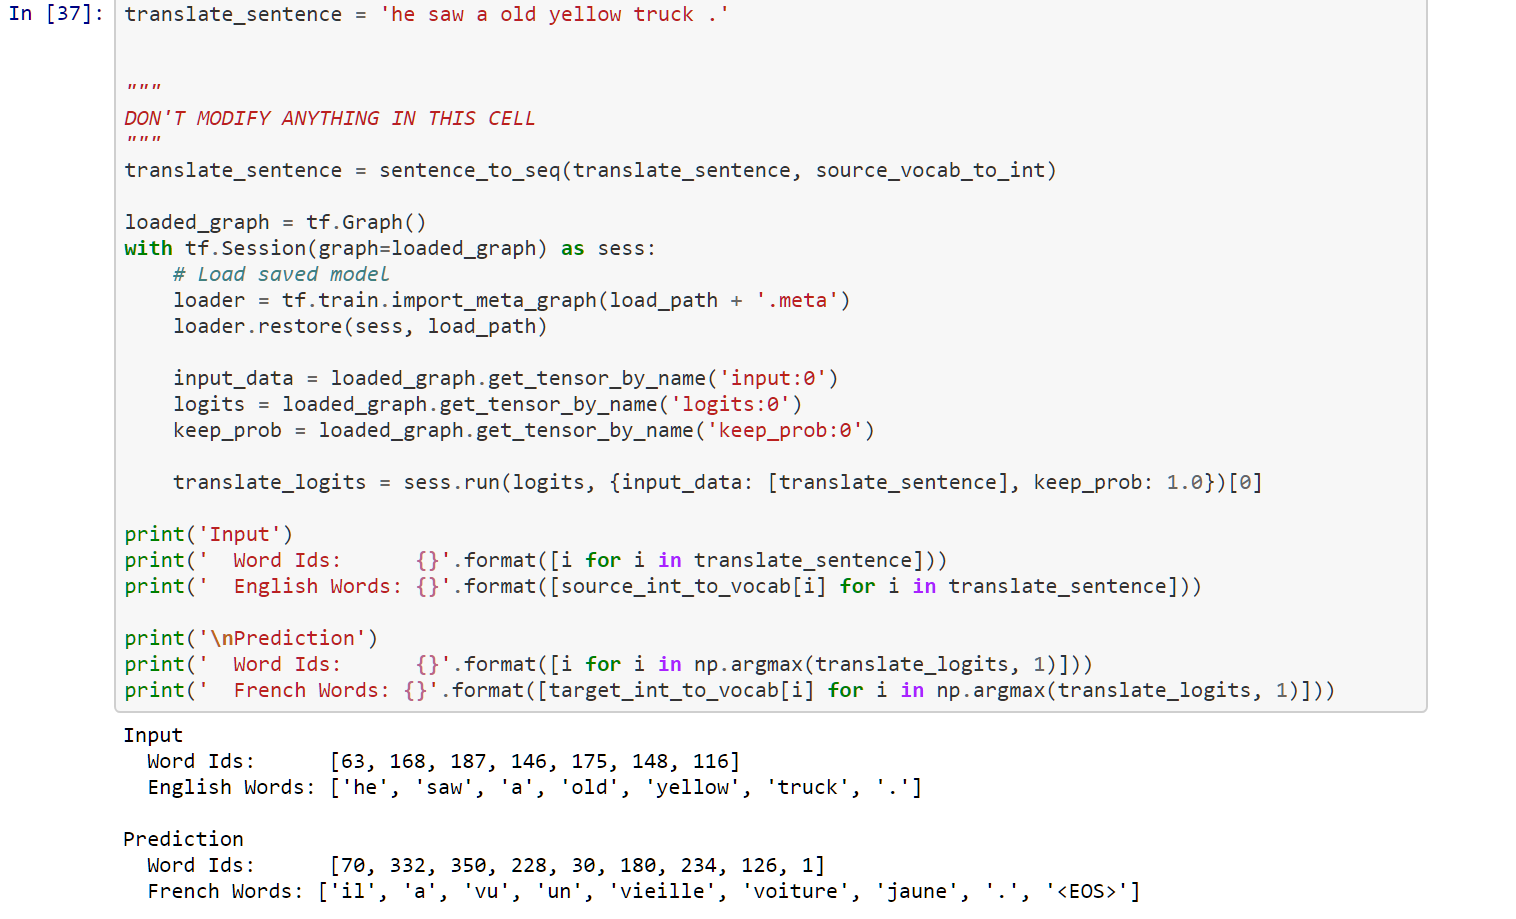 In [37]: translate_sentence = 'he saw a old yellow truck .'
"""
DON'T MODIFY ANYTHING IN THIS CELL
"""
translate_sentence = sentence_to_seq(translate_sentence, source_vocab_to_int)
loaded_graph = tf.Graph()
with tf.Session(graph=loaded_graph) as sess:
    # Load saved model
    loader = tf.train.import_meta_graph(load_path + '.meta')
    loader.restore(sess, load_path)
    input_data = loaded_graph.get_tensor_by_name('input:0')
    logits = loaded_graph.get_tensor_by_name('logits:0')
    keep_prob = loaded_graph.get_tensor_by_name('keep_prob:0')
    translate_logits = sess.run(logits, {input_data: [translate_sentence], keep_prob: 1.0})[0]
print('Input')
print('  Word Ids:      {}'.format([i for i in translate_sentence]))
print('  English Words: {}'.format([source_int_to_vocab[i] for i in translate_sentence]))
print('\nPrediction')
print('  Word Ids:      {}'.format([i for i in np.argmax(translate_logits, 1)]))
print('  French Words: {}'.format([target_int_to_vocab[i] for i in np.argmax(translate_logits, 1)]))
Input
  Word Ids:      [63, 168, 187, 146, 175, 148, 116]
  English Words: ['he', 'saw', 'a', 'old', 'yellow', 'truck', '.']
Prediction
  Word Ids:      [70, 332, 350, 228, 30, 180, 234, 126, 1]
  French Words: ['il', 'a', 'vu', 'un', 'vieille', 'voiture', 'jaune', '.', '<EOS>']